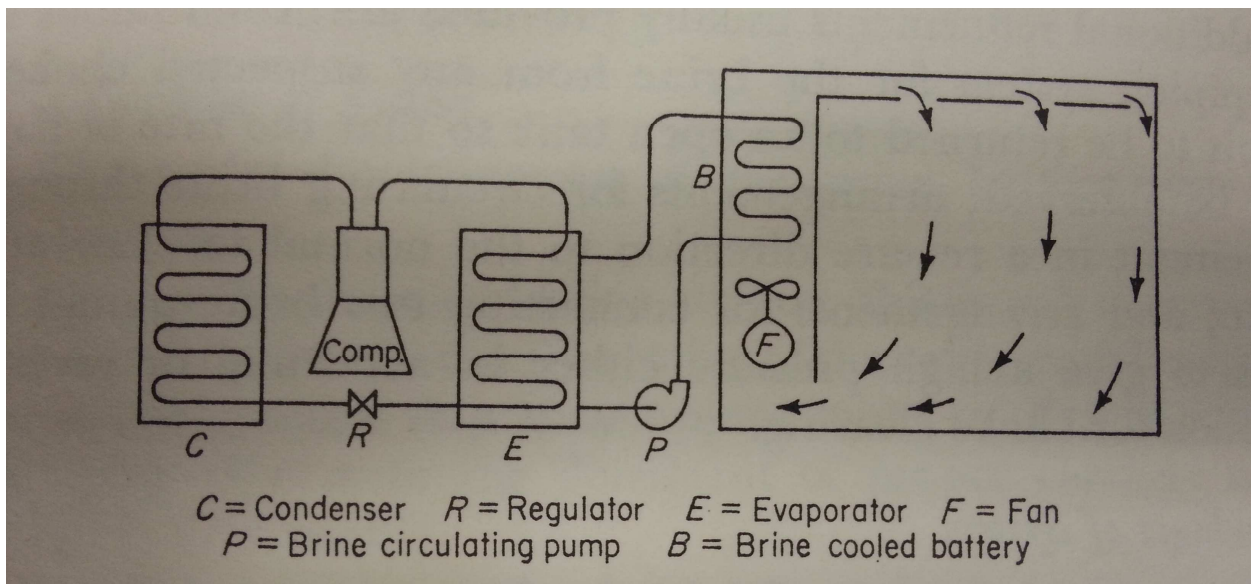 B
F
Comp.
C
R
E
P
C = Condenser R = Regulator E = Evaporator F = Fan
P = Brine circulating pump B = Brine cooled battery